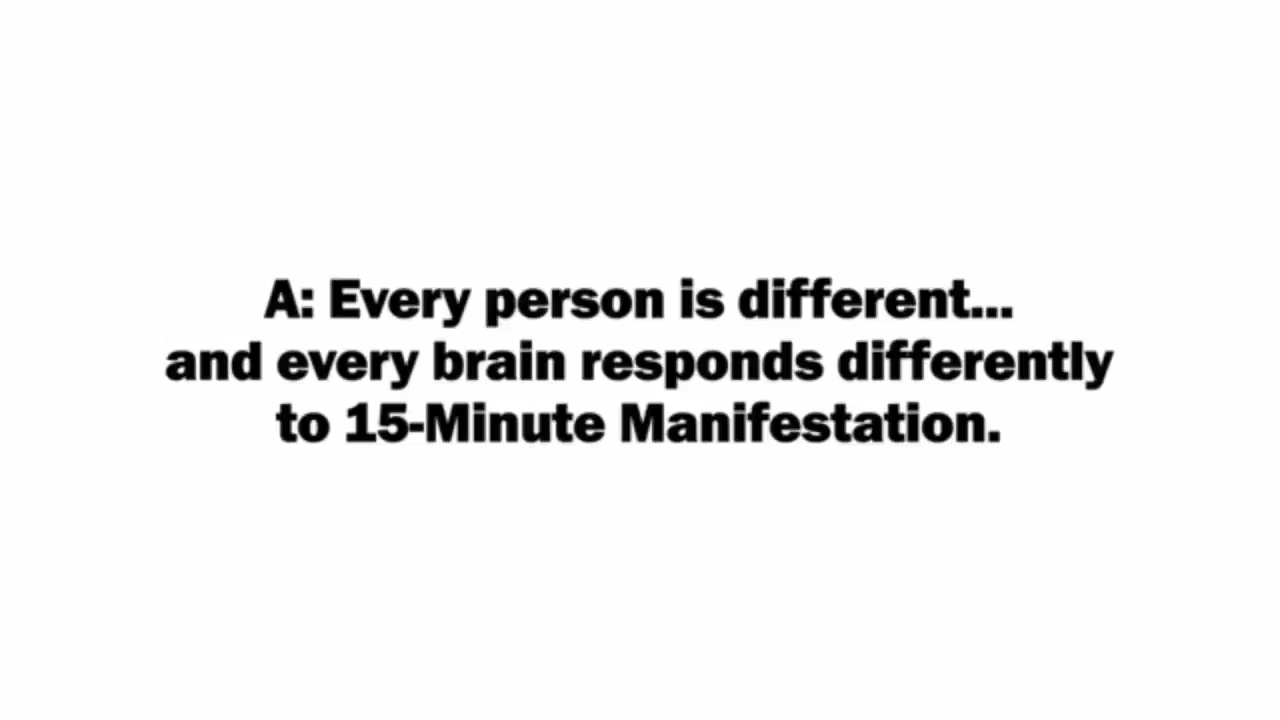 A: Every person is different...
and every brain responds differently
to 15-Minute Manifestation.